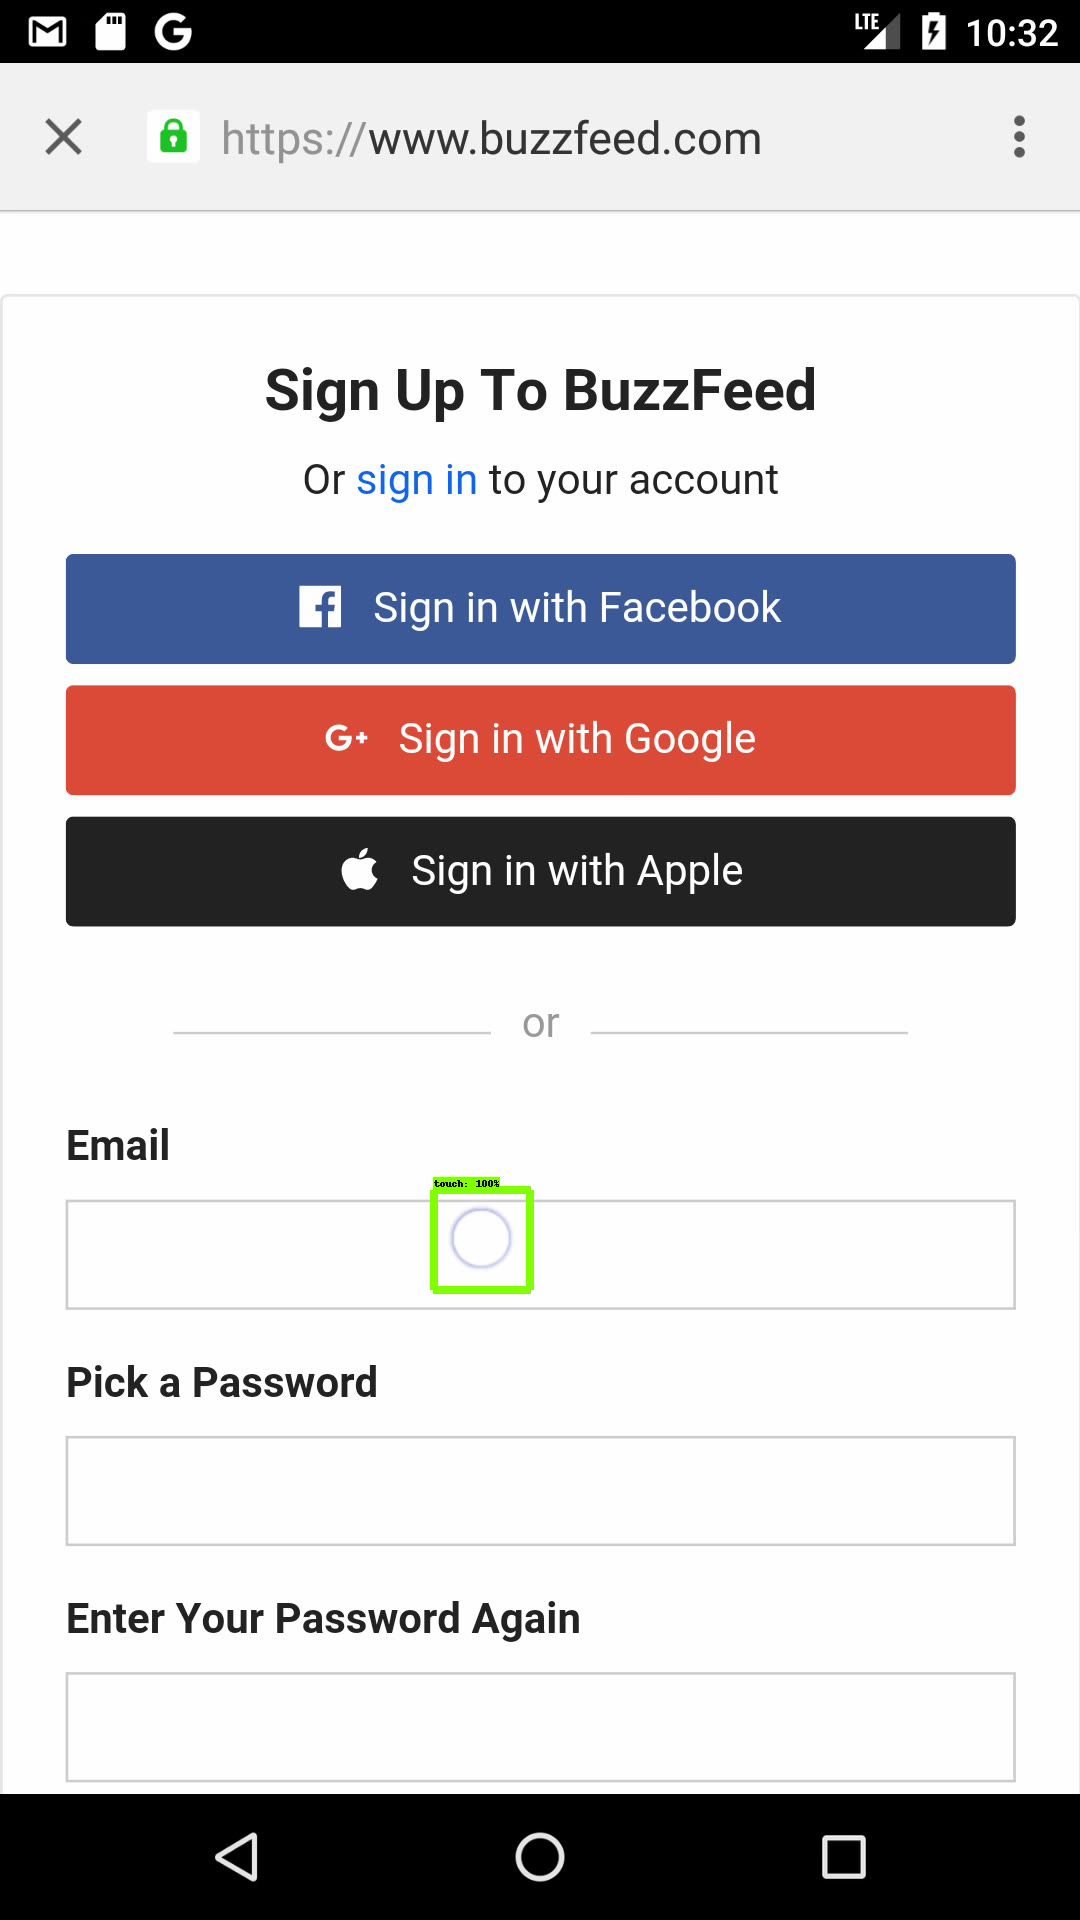 LTE 10:32
https://www.buzzfeed.com
Sign Up To BuzzFeed
Or sign in to your account
Sign in with Facebook
G+ Sign in with Google
Sign in with Apple
or
Email
touch: 100%
Pick a Password
Enter Your Password Again